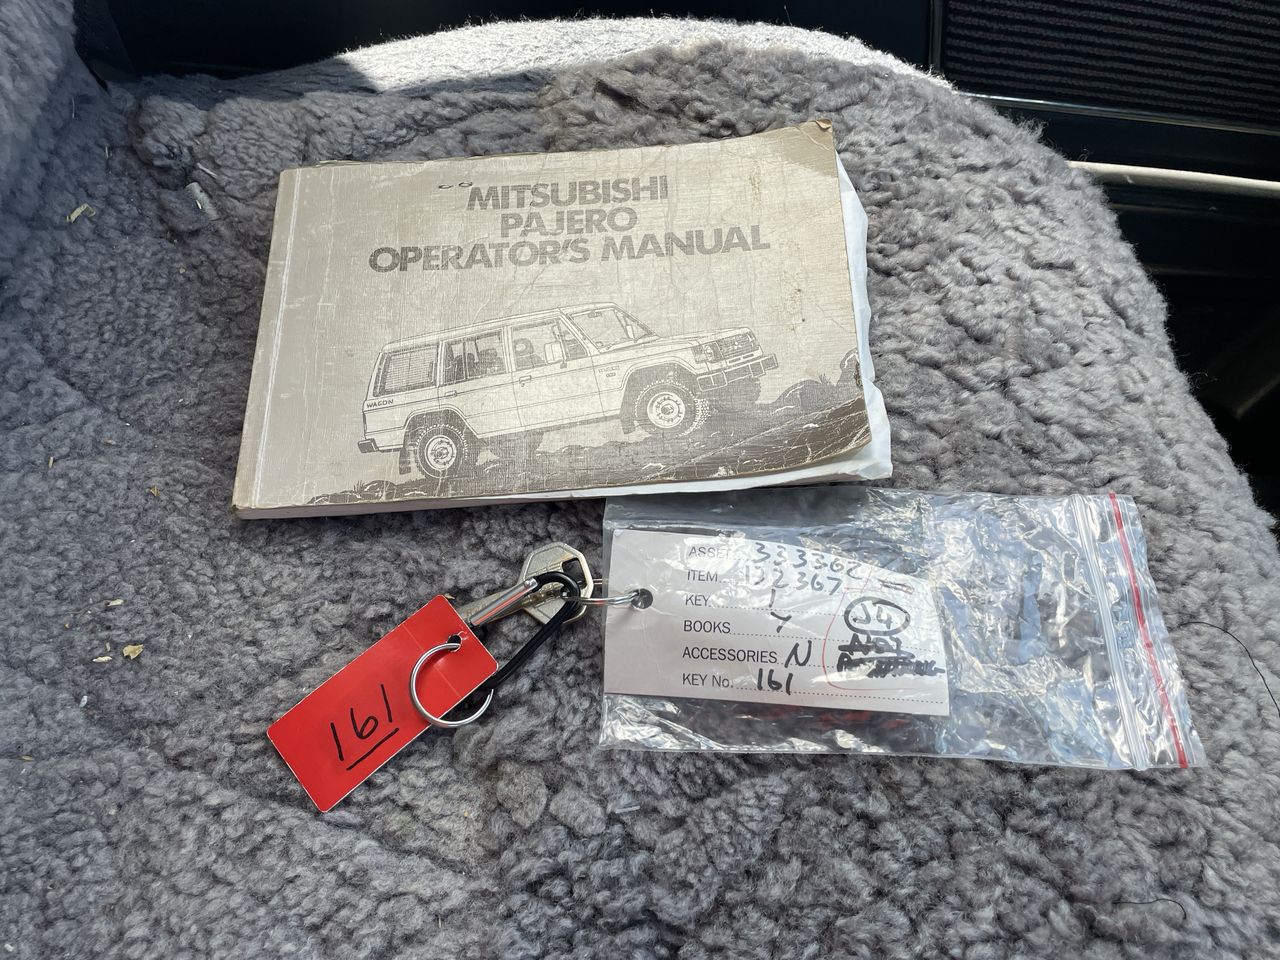 MITSUBISHI
PAJERO
OPERATOR'S MANUAL
WAGON
ASSET 333362
ITEM 132367
KEY 1
BOOKS Y
ACCESSORIES N
KEY No. 161
161